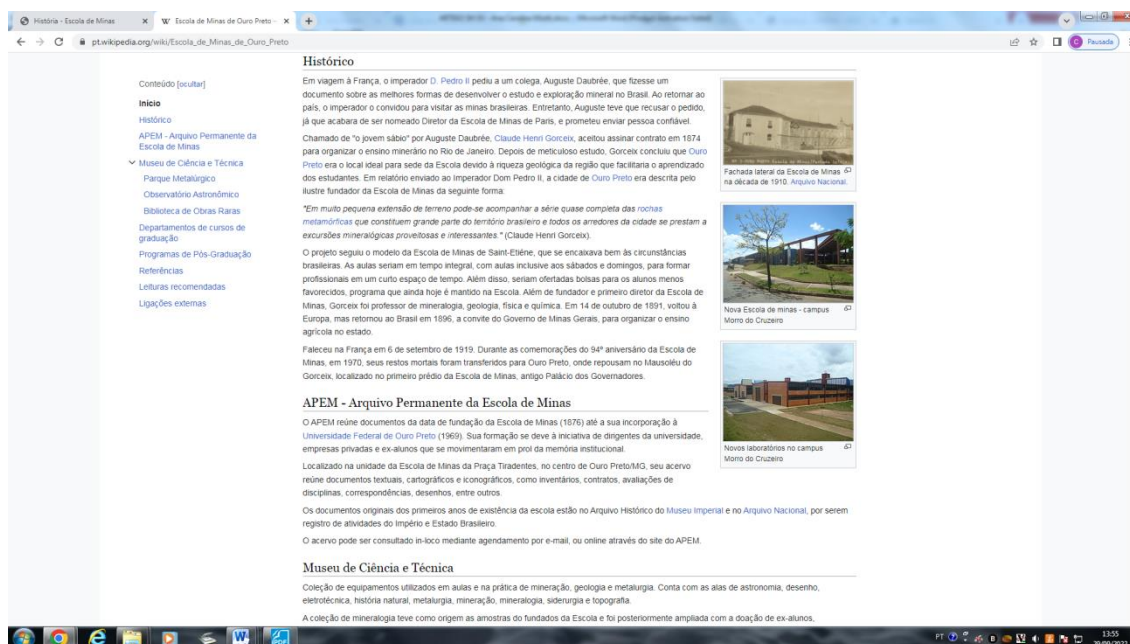 História - Escola de Minas
Escola de Minas de Ouro Preto -
pt.wikipedia.org/wiki/Escola_de_Minas_de_Ouro_Preto
Pausada
Conteúdo [ocultar]
Início
Histórico
APEM - Arquivo Permanente da
Escola de Minas
Museu de Ciência e Técnica
Parque Metalúrgico
Observatório Astronômico
Biblioteca de Obras Raras
Departamentos de cursos de
graduação
Programas de Pós-Graduação
Referências
Leituras recomendadas
Ligações externas
Histórico
Em viagem à França, o imperador D. Pedro II pediu a um colega, Auguste Daubrée, que fizesse um
documento sobre as melhores formas de desenvolver o estudo e exploração mineral no Brasil. Ao retornar ao
país, o imperador o convidou para visitar as minas brasileiras. Entretanto, Auguste teve que recusar o pedido,
já que acabara de ser nomeado Diretor da Escola de Minas de Paris, e prometeu enviar pessoa confiável.
Chamado de "o jovem sábio" por Auguste Daubrée, Claude Henri Gorceix, aceitou assinar contrato em 1874
para organizar o ensino minerário no Rio de Janeiro. Depois de meticuloso estudo, Gorceix concluiu que Ouro
Preto era o local ideal para sede da Escola devido à riqueza geológica da região que facilitaria o aprendizado
dos estudantes. Em relatório enviado ao Imperador Dom Pedro II, a cidade de Ouro Preto era descrita pelo
ilustre fundador da Escola de Minas da seguinte forma:
"Em muito pequena extensão de terreno pode-se acompanhar a série quase completa das rochas
metamórficas que constituem grande parte do território brasileiro e todos os arredores da cidade se prestam a
excursões mineralógicas proveitosas e interessantes." (Claude Henri Gorceix).
O projeto seguiu o modelo da Escola de Minas de Saint-Etiéne, que se encaixava bem às circunstâncias
brasileiras. As aulas seriam em tempo integral, com aulas inclusive aos sábados e domingos, para formar
profissionais em um curto espaço de tempo. Além disso, seriam ofertadas bolsas para os alunos menos
favorecidos, programa que ainda hoje é mantido na Escola. Além de fundador e primeiro diretor da Escola de
Minas, Gorceix foi professor de mineralogia, geologia, física e química. Em 14 de outubro de 1891, voltou à
Europa, mas retornou ao Brasil em 1896, a convite do Governo de Minas Gerais, para organizar o ensino
agrícola no estado.
Faleceu na França em 6 de setembro de 1919. Durante as comemorações do 94º aniversário da Escola de
Minas, em 1970, seus restos mortais foram transferidos para Ouro Preto, onde repousam no Mausoléu do
Gorceix, localizado no primeiro prédio da Escola de Minas, antigo Palácio dos Governadores.
Fachada lateral da Escola de Minas
na década de 1910. Arquivo Nacional.
Nova Escola de minas - campus
Morro do Cruzeiro
Novos laboratórios no campus
Morro do Cruzeiro
APEM - Arquivo Permanente da Escola de Minas
O APEM reúne documentos da data de fundação da Escola de Minas (1876) até a sua incorporação à
Universidade Federal de Ouro Preto (1969). Sua formação se deve à iniciativa de dirigentes da universidade,
empresas privadas e ex-alunos que se movimentaram em prol da memória institucional.
Localizado na unidade da Escola de Minas da Praça Tiradentes, no centro de Ouro Preto/MG, seu acervo
reúne documentos textuais, cartográficos e iconográficos, como inventários, contratos, avaliações de
disciplinas, correspondências, desenhos, entre outros.
Os documentos originais dos primeiros anos de existência da escola estão no Arquivo Histórico do Museu Imperial e no Arquivo Nacional, por serem
registro de atividades do Império e Estado Brasileiro.
O acervo pode ser consultado in-loco mediante agendamento por e-mail, ou online através do site do APEM.
Museu de Ciência e Técnica
Coleção de equipamentos utilizados em aulas e na prática de mineração, geologia e metalurgia. Conta com as alas de astronomia, desenho,
eletrotécnica, história natural, metalurgia, mineração, mineralogia, siderurgia e topografia.
A coleção de mineralogia teve como origem as amostras do fundados da Escola e foi posteriormente ampliada com a doação de ex-alunos,
PT
13:55